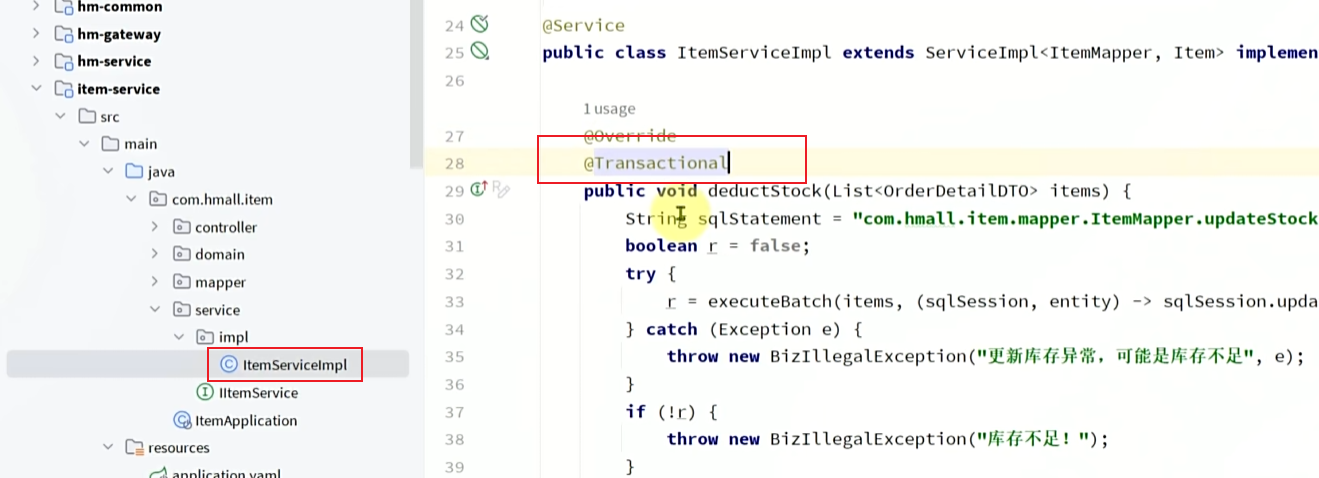 hm-common
hm-gateway
hm-service
item-service
src
main
java
com.hmall.item
controller
domain
mapper
service
impl
ItemServiceImpl
IItemService
ItemApplication
resources
application.yaml
24 @Service
25 public class ItemServiceImpl extends ServiceImpl<ItemMapper, Item> implemen
26
1 usage
27 @Override
28 @Transactional
29 public void deductStock(List<OrderDetailDTO> items) {
30 String sqlStatement = "com.hmall.item.mapper.ItemMapper.updateStock
31 boolean r = false;
32 try {
33 r = executeBatch(items, (sqlSession, entity) -> sqlSession.upda
34 } catch (Exception e) {
35 throw new BizIllegalException("更新库存异常，可能是库存不足", e);
36 }
37 if (!r) {
38 throw new BizIllegalException("库存不足！");
39 }